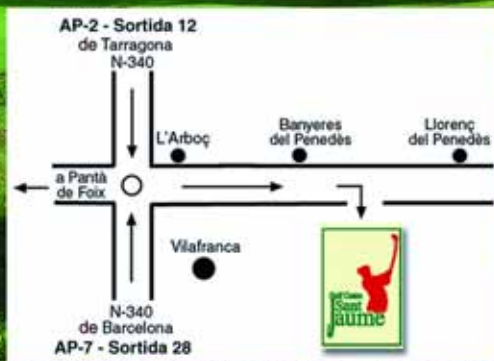 AP-2 - Sortida 12
de Tarragona
N-340
L'Arboç
Banyeres
del Penedès
Llorenç
del Penedès
a Pantà
de Foix
Vilafranca
Sant
Jaume
N-340
de Barcelona
AP-7 - Sortida 28